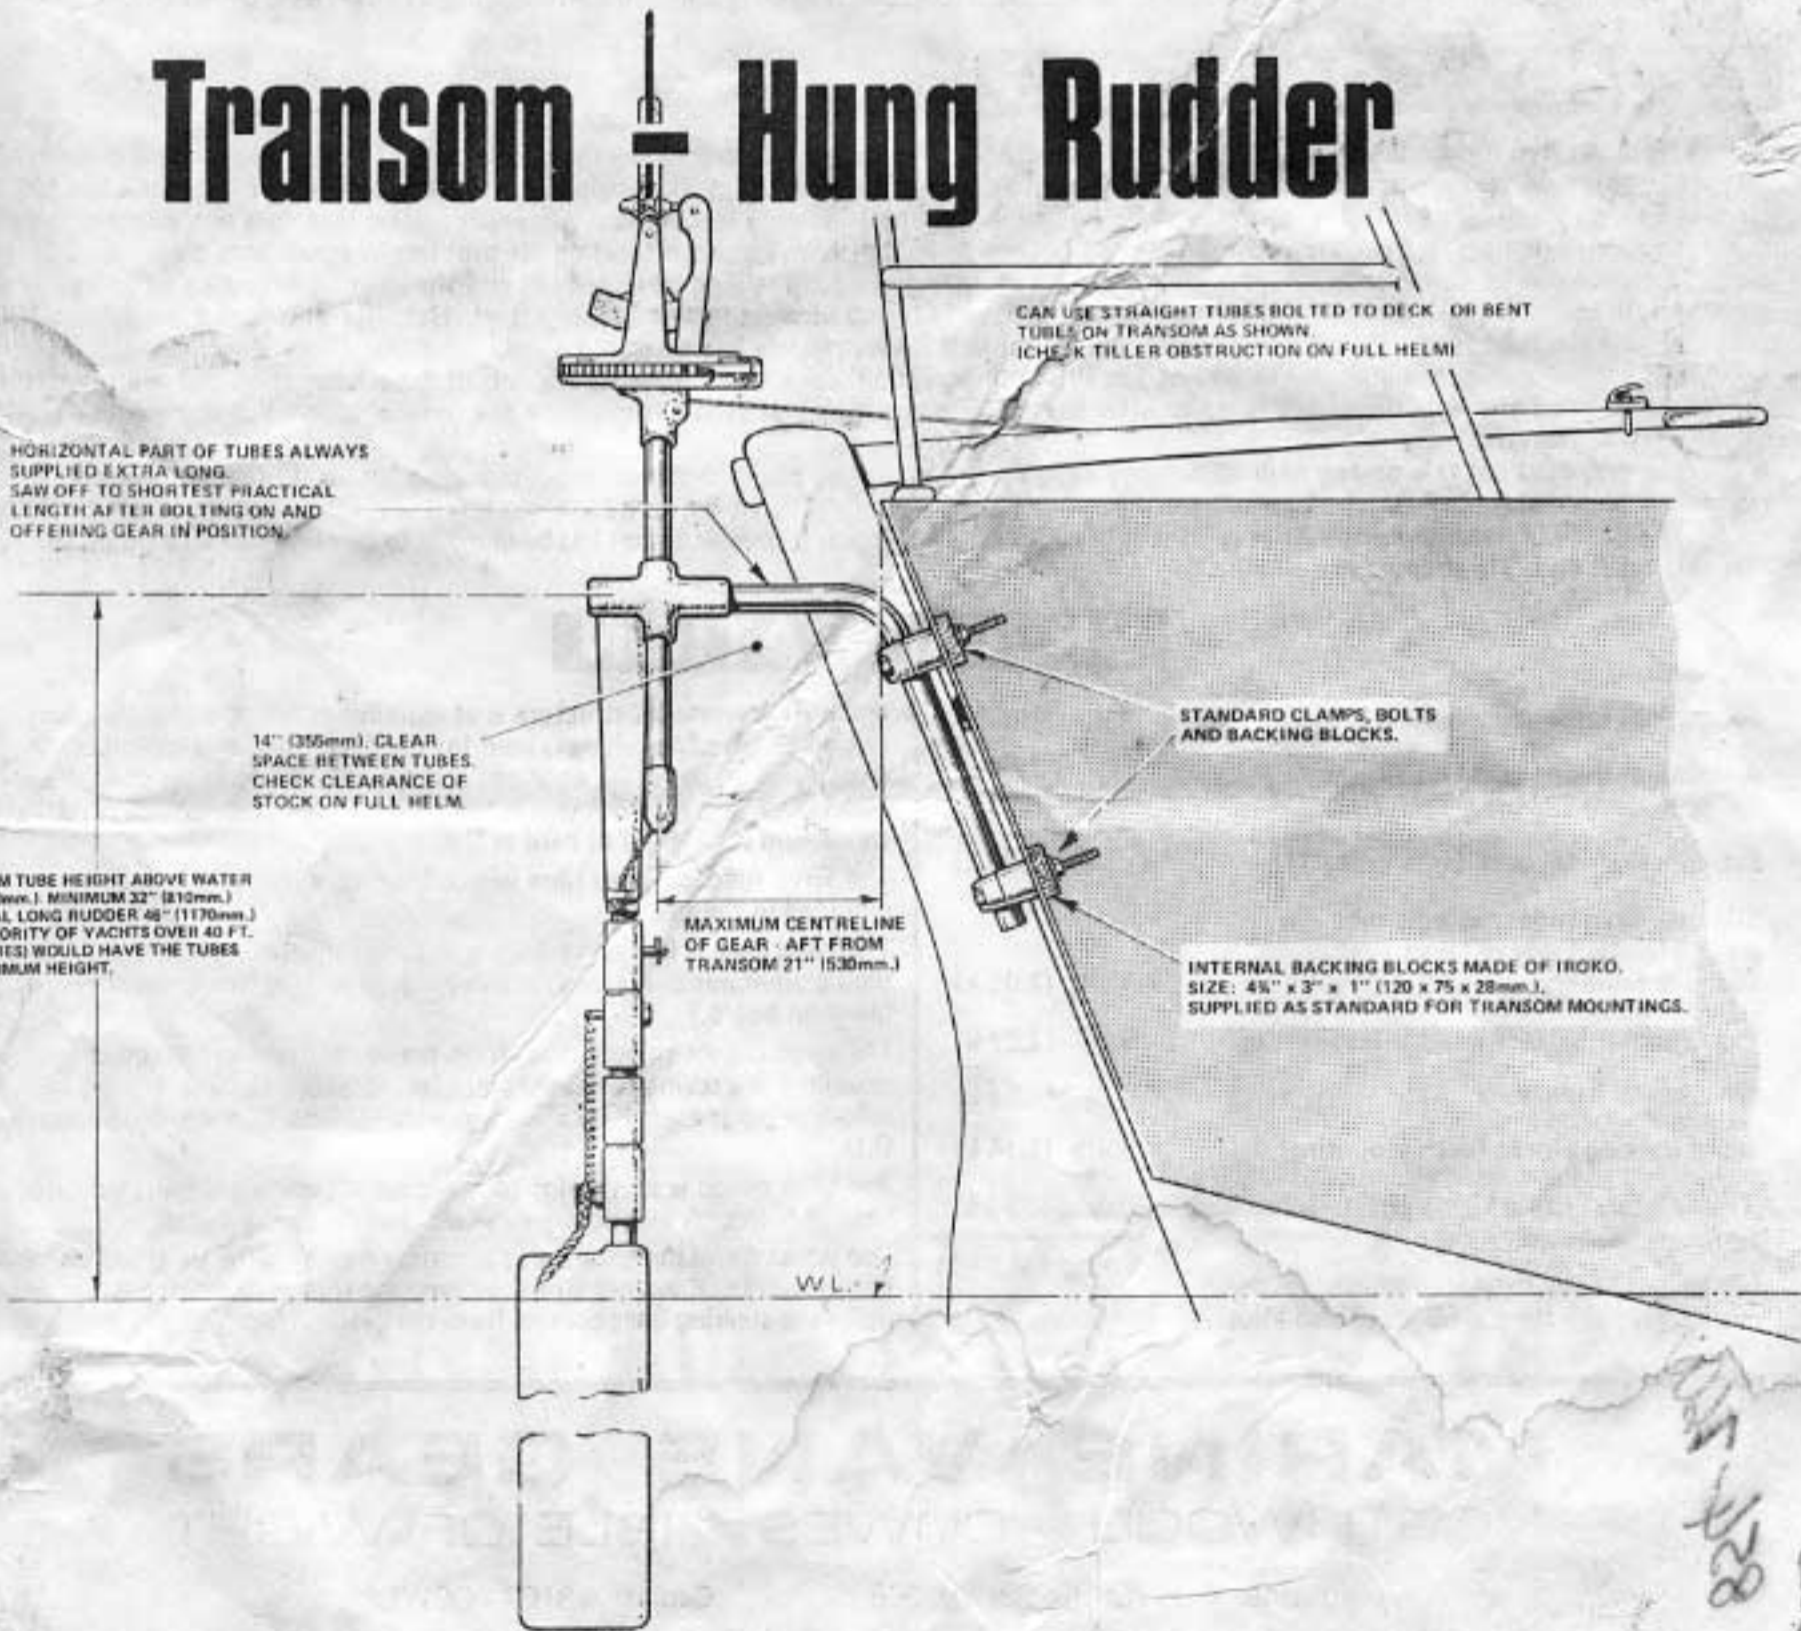 Transom - Hung Rudder
CAN USE STRAIGHT TUBES BOLTED TO DECK OR BENT
TUBES ON TRANSOM AS SHOWN
TILLER OBSTRUCTION ON FULL HELM)
HORIZONTAL PART OF TUBES ALWAYS
SUPPLIED EXTRA LONG.
SAW OFF TO SHORTEST PRACTICAL
LENGTH AFTER BOLTING ON AND
OFFERING GEAR IN POSITION.
14" (355mm). CLEAR
SPACE BETWEEN TUBES.
CHECK CLEARANCE OF
STOCK ON FULL HELM.
STANDARD CLAMPS, BOLTS
AND BACKING BLOCKS.
M TUBE HEIGHT ABOVE WATER
mm.) MINIMUM 32" (810mm.)
AL LONG RUDDER 46" (1170mm.)
ORITY OF YACHTS OVER 40 FT.
IES) WOULD HAVE THE TUBES
IMUM HEIGHT.
MAXIMUM CENTRELINE
OF GEAR - AFT FROM
TRANSOM 21" (530mm.)
INTERNAL BACKING BLOCKS MADE OF IROKO.
SIZE: 4¾" x 3" x 1" (120 x 75 x 28mm.).
SUPPLIED AS STANDARD FOR TRANSOM MOUNTINGS.
W.L.